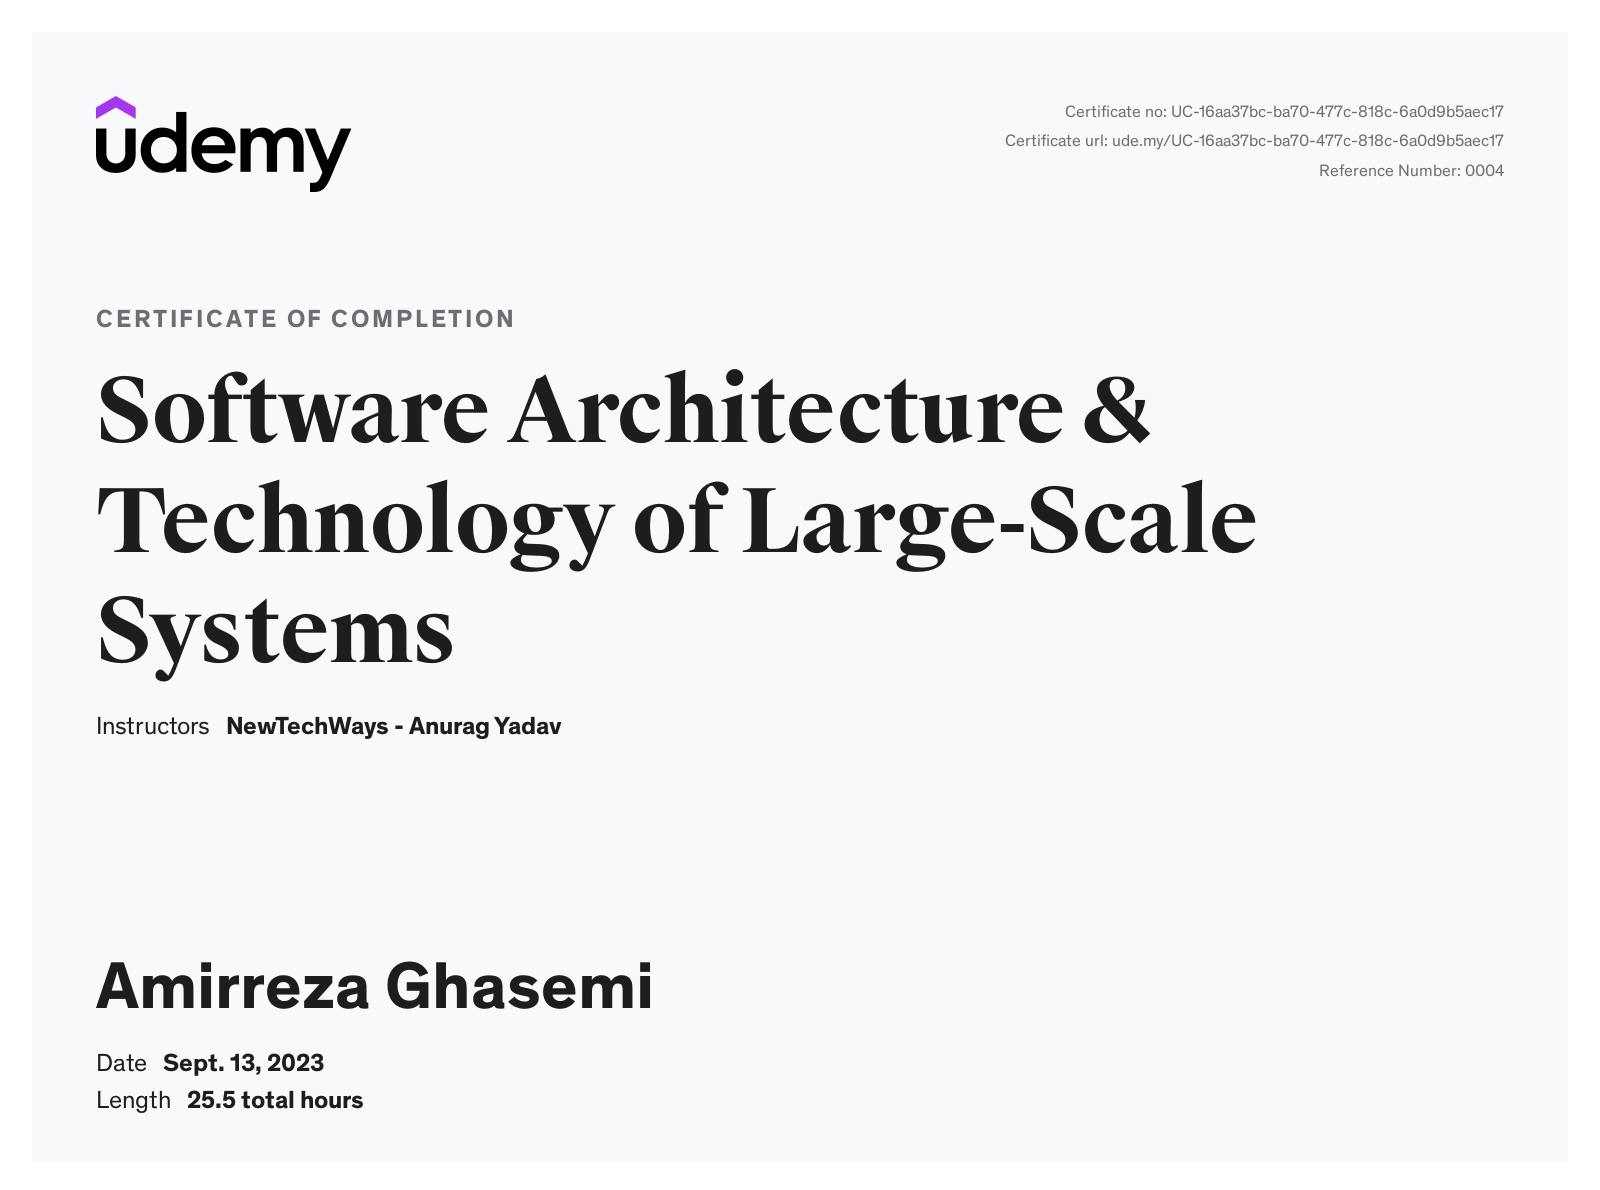 udemy
Certificate no: UC-16aa37bc-ba70-477c-818c-6a0d9b5aec17
Certificate url: ude.my/UC-16aa37bc-ba70-477c-818c-6a0d9b5aec17
Reference Number: 0004
CERTIFICATE OF COMPLETION
Software Architecture &
Technology of Large-Scale
Systems
Instructors NewTechWays - Anurag Yadav
Amirreza Ghasemi
Date Sept. 13, 2023
Length 25.5 total hours